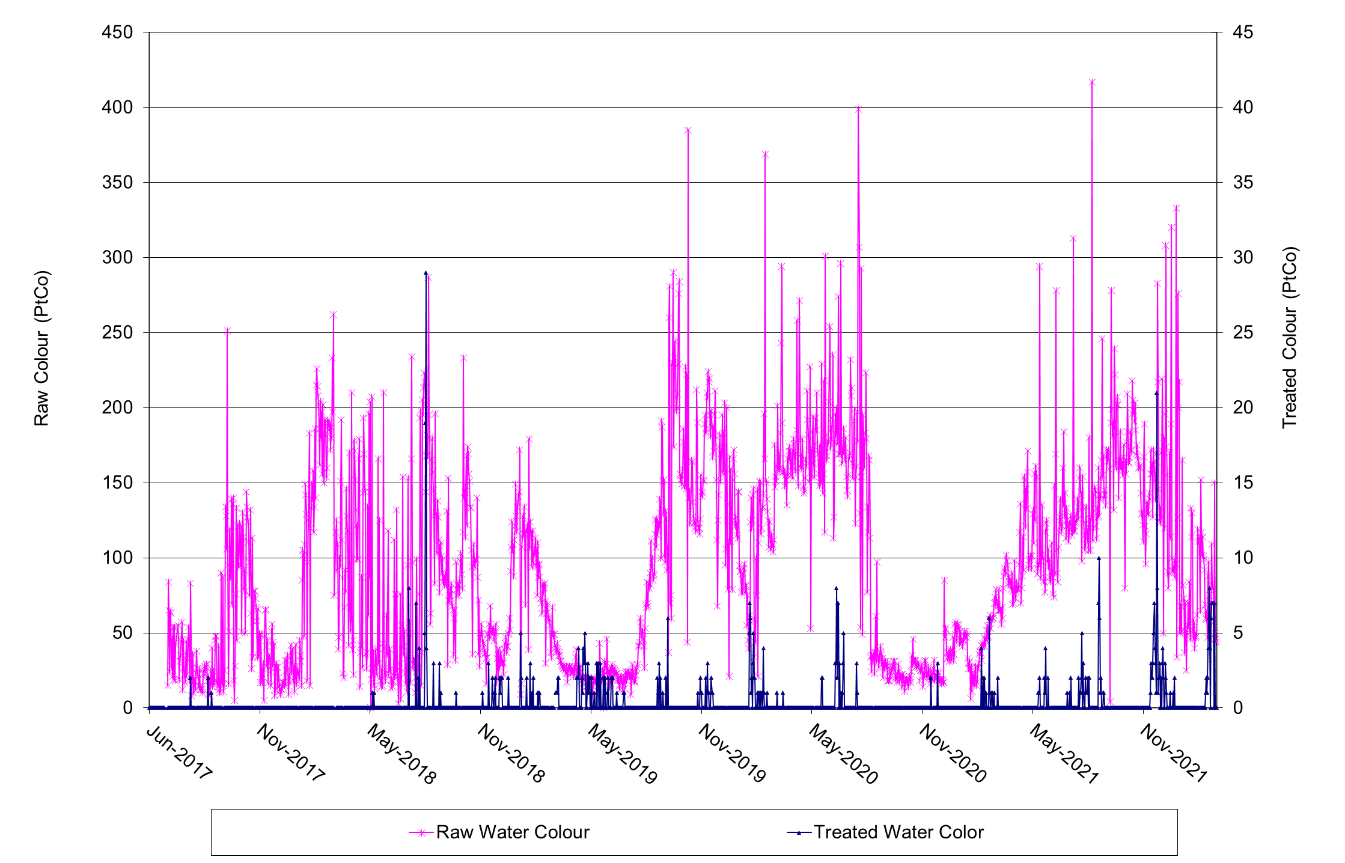 450
400
350
300
250
200
150
100
50
0
Raw Colour (PtCo)
45
40
35
30
25
20
15
10
5
0
Treated Colour (PtCo)
Jun-2017
Nov-2017
May-2018
Nov-2018
May-2019
Nov-2019
May-2020
Nov-2020
May-2021
Nov-2021
Raw Water Colour
Treated Water Color